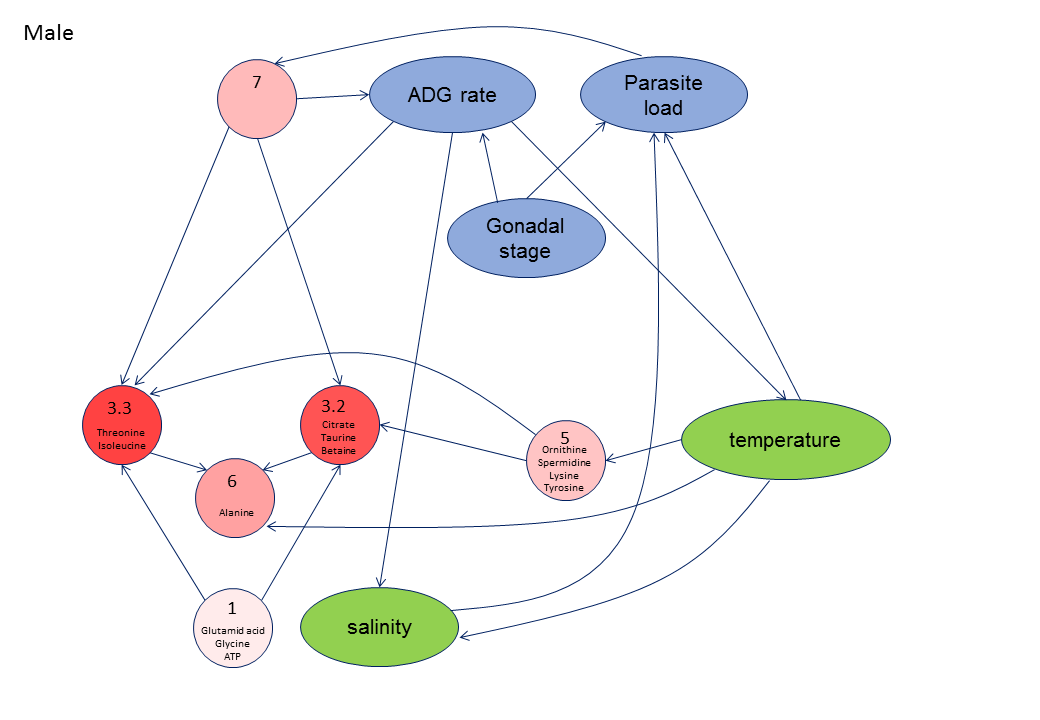 Male
7
ADG rate
Parasite
load
Gonadal
stage
3.3
Threonine
Isoleucine
3.2
Citrate
Taurine
Betaine
5
Ornithine
Spermidine
Lysine
Tyrosine
temperature
6
Alanine
1
Glutamid acid
Glycine
ATP
salinity